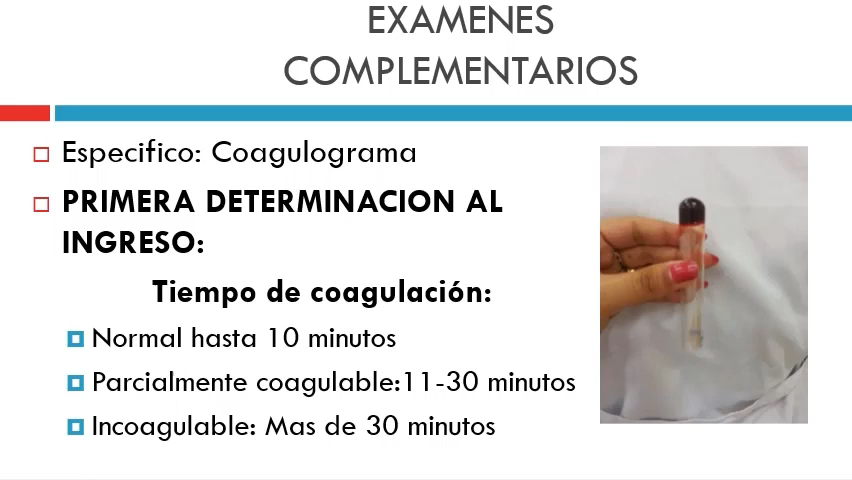 EXAMENES
COMPLEMENTARIOS
Especifico: Coagulograma
PRIMERA DETERMINACION AL
INGRESO:
Tiempo de coagulación:
Normal hasta 10 minutos
Parcialmente coagulable:11-30 minutos
Incoagulable: Mas de 30 minutos